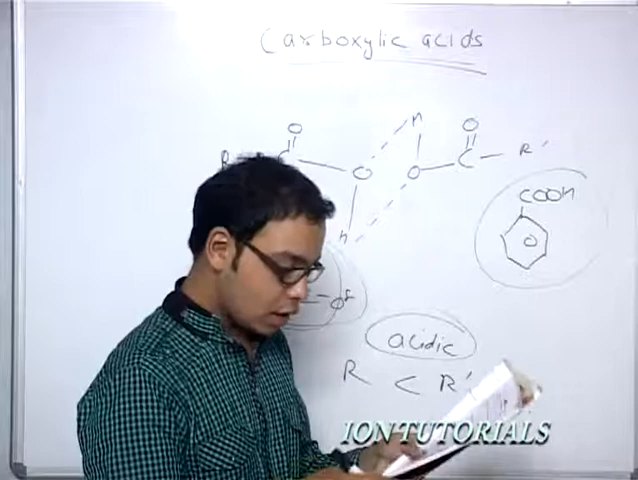 Carboxylic acids
O H O
R C O O C R'
H
COOH
O
acidic
R < R'
IONTUTORIALS